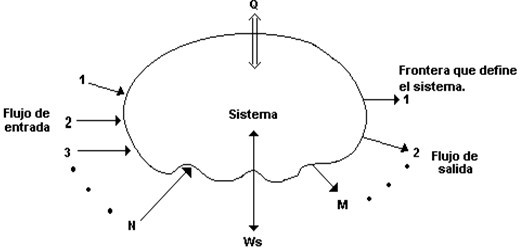 Q
Frontera que define
el sistema.
1
1
Flujo de
entrada
2
Sistema
3
2
Flujo de
salida
N
M
Ws